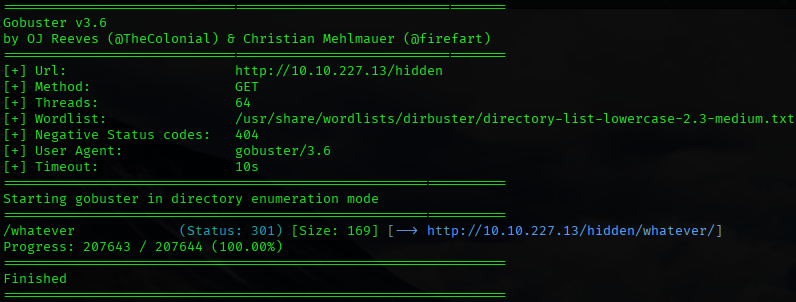 Gobuster v3.6
by OJ Reeves (@TheColonial) & Christian Mehlmauer (@firefart)
[+] Url:                     http://10.10.227.13/hidden
[+] Method:                  GET
[+] Threads:                 64
[+] Wordlist:                /usr/share/wordlists/dirbuster/directory-list-lowercase-2.3-medium.txt
[+] Negative Status codes:   404
[+] User Agent:              gobuster/3.6
[+] Timeout:                 10s
Starting gobuster in directory enumeration mode
/whatever             (Status: 301) [Size: 169] [--> http://10.10.227.13/hidden/whatever/]
Progress: 207643 / 207644 (100.00%)
Finished